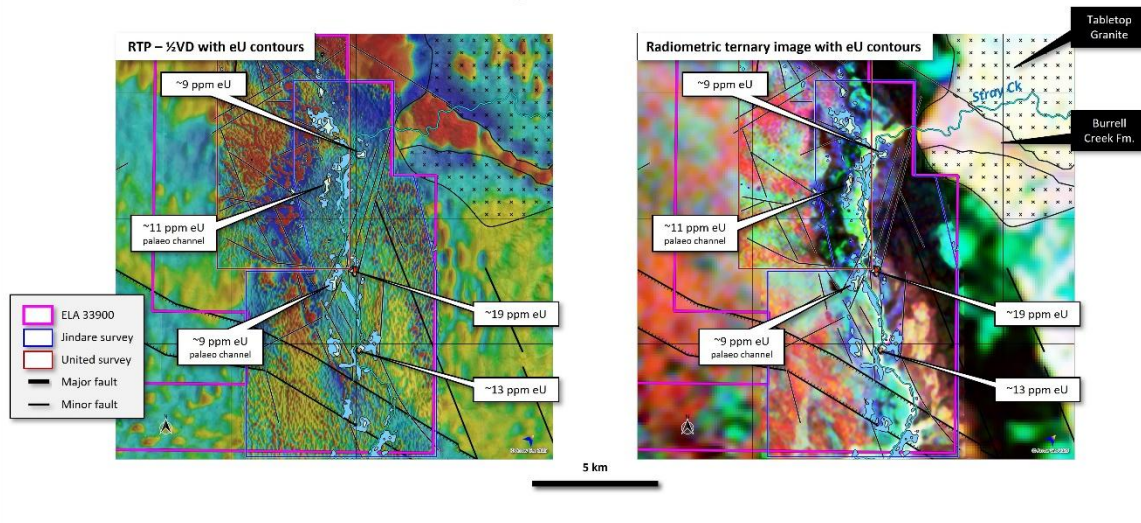 RTP – ½VD with eU contours
~9 ppm eU
~11 ppm eU
palaeo channel
~9 ppm eU
palaeo channel
~19 ppm eU
~13 ppm eU
ELA 33900
Jindare survey
United survey
Major fault
Minor fault
Radiometric ternary image with eU contours
~9 ppm eU
~11 ppm eU
palaeo channel
~9 ppm eU
palaeo channel
~19 ppm eU
~13 ppm eU
Stray Ck
Tabletop
Granite
Burrell
Creek Fm.
5 km